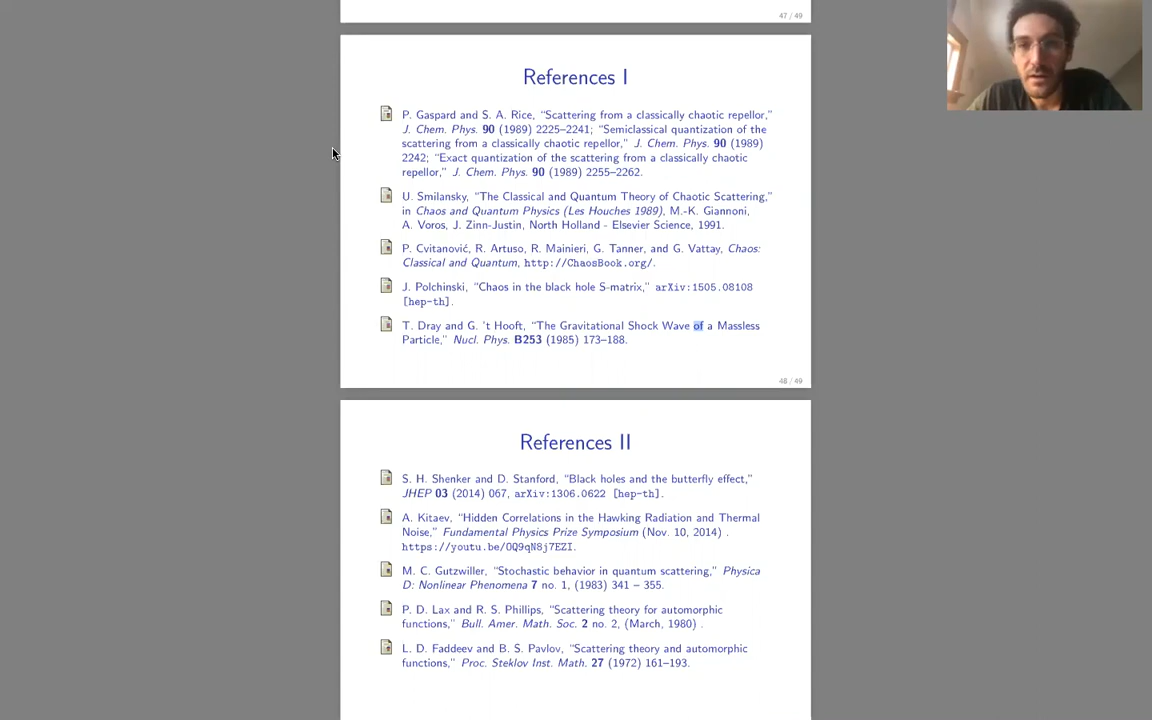 47 / 49
References I
P. Gaspard and S. A. Rice, “Scattering from a classically chaotic repellor,”
J. Chem. Phys. 90 (1989) 2225–2241; “Semiclassical quantization of the
scattering from a classically chaotic repellor,” J. Chem. Phys. 90 (1989)
2242; “Exact quantization of the scattering from a classically chaotic
repellor,” J. Chem. Phys. 90 (1989) 2255–2262.
U. Smilansky, “The Classical and Quantum Theory of Chaotic Scattering,”
in Chaos and Quantum Physics (Les Houches 1989), M.-K. Giannoni,
A. Voros, J. Zinn-Justin, North Holland - Elsevier Science, 1991.
P. Cvitanović, R. Artuso, R. Mainieri, G. Tanner, and G. Vattay, Chaos:
Classical and Quantum, http://ChaosBook.org/.
J. Polchinski, “Chaos in the black hole S-matrix,” arXiv:1505.08108
[hep-th].
T. Dray and G. 't Hooft, “The Gravitational Shock Wave of a Massless
Particle,” Nucl. Phys. B253 (1985) 173–188.
48 / 49
References II
S. H. Shenker and D. Stanford, “Black holes and the butterfly effect,”
JHEP 03 (2014) 067, arXiv:1306.0622 [hep-th].
A. Kitaev, “Hidden Correlations in the Hawking Radiation and Thermal
Noise,” Fundamental Physics Prize Symposium (Nov. 10, 2014) .
https://youtu.be/OQ9qN8j7EZI.
M. C. Gutzwiller, “Stochastic behavior in quantum scattering,” Physica
D: Nonlinear Phenomena 7 no. 1, (1983) 341 – 355.
P. D. Lax and R. S. Phillips, “Scattering theory for automorphic
functions,” Bull. Amer. Math. Soc. 2 no. 2, (March, 1980) .
L. D. Faddeev and B. S. Pavlov, “Scattering theory and automorphic
functions,” Proc. Steklov Inst. Math. 27 (1972) 161–193.